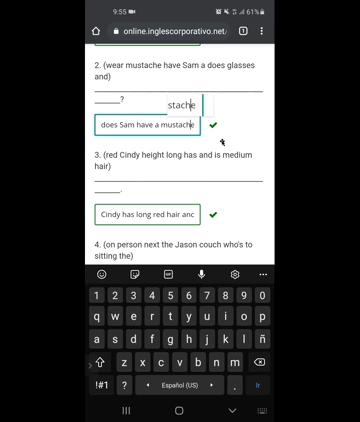 9:55
61%
online.inglescorporativo.net/
1
2. (wear mustache have Sam a does glasses
and)
?
stache
does Sam have a mustache
3. (red Cindy height long has and is medium
hair)
.
Cindy has long red hair anc
4. (on person next the Jason couch who's to
sitting the)
GIF
1 2 3 4 5 6 7 8 9 0
q w e r t y u i o p
a s d f g h j k l ñ
z x c v b n m
!#1 ? Español (US) . Ir